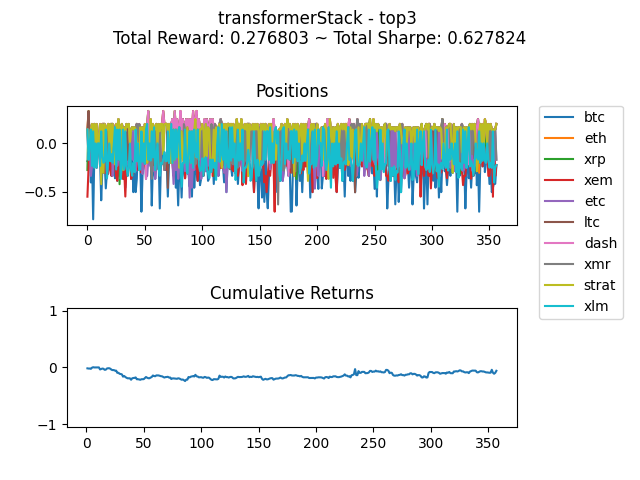 transformerStack - top3
Total Reward: 0.276803 ~ Total Sharpe: 0.627824
Positions
0.0
−0.5
0 50 100 150 200 250 300 350
btc
eth
xrp
xem
etc
ltc
dash
xmr
strat
xlm
Cumulative Returns
1
0
−1
0 50 100 150 200 250 300 350